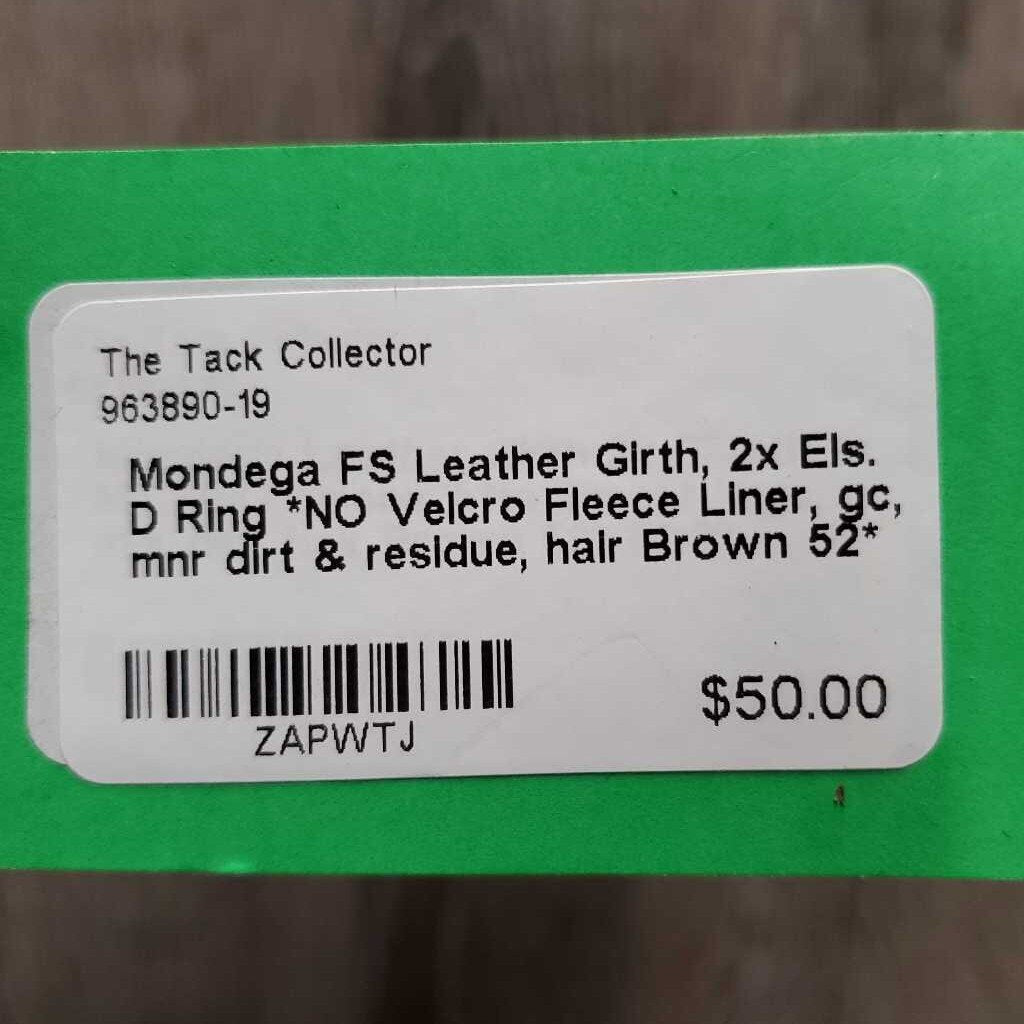 The Tack Collector
963890-19
Mondega FS Leather Girth, 2x Els.
D Ring *NO Velcro Fleece Liner, gc,
mnr dirt & residue, hair Brown 52*
ZAPWTJ
$50.00